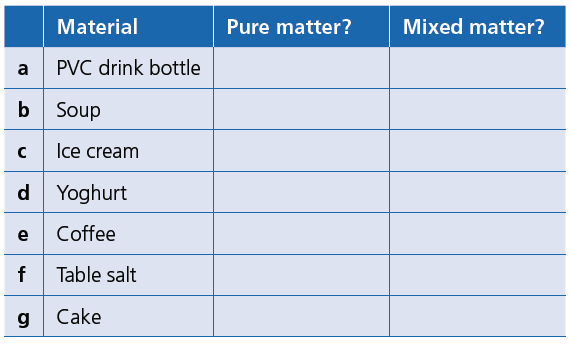 Material Pure matter? Mixed matter?
a PVC drink bottle
b Soup
c Ice cream
d Yoghurt
e Coffee
f Table salt
g Cake